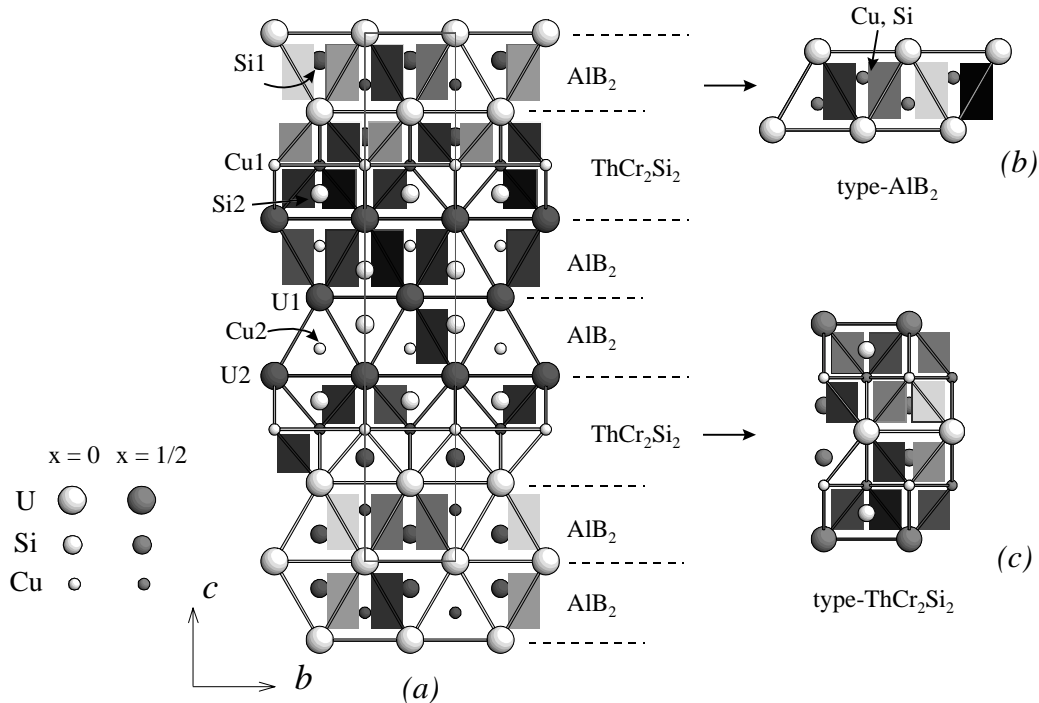 Si1
Cu1
Si2
U1
Cu2
U2
AlB2
ThCr2Si2
AlB2
AlB2
ThCr2Si2
AlB2
AlB2
x = 0 x = 1/2
U
Si
Cu
c
b
(a)
Cu, Si
(b)
type-AlB2
(c)
type-ThCr2Si2